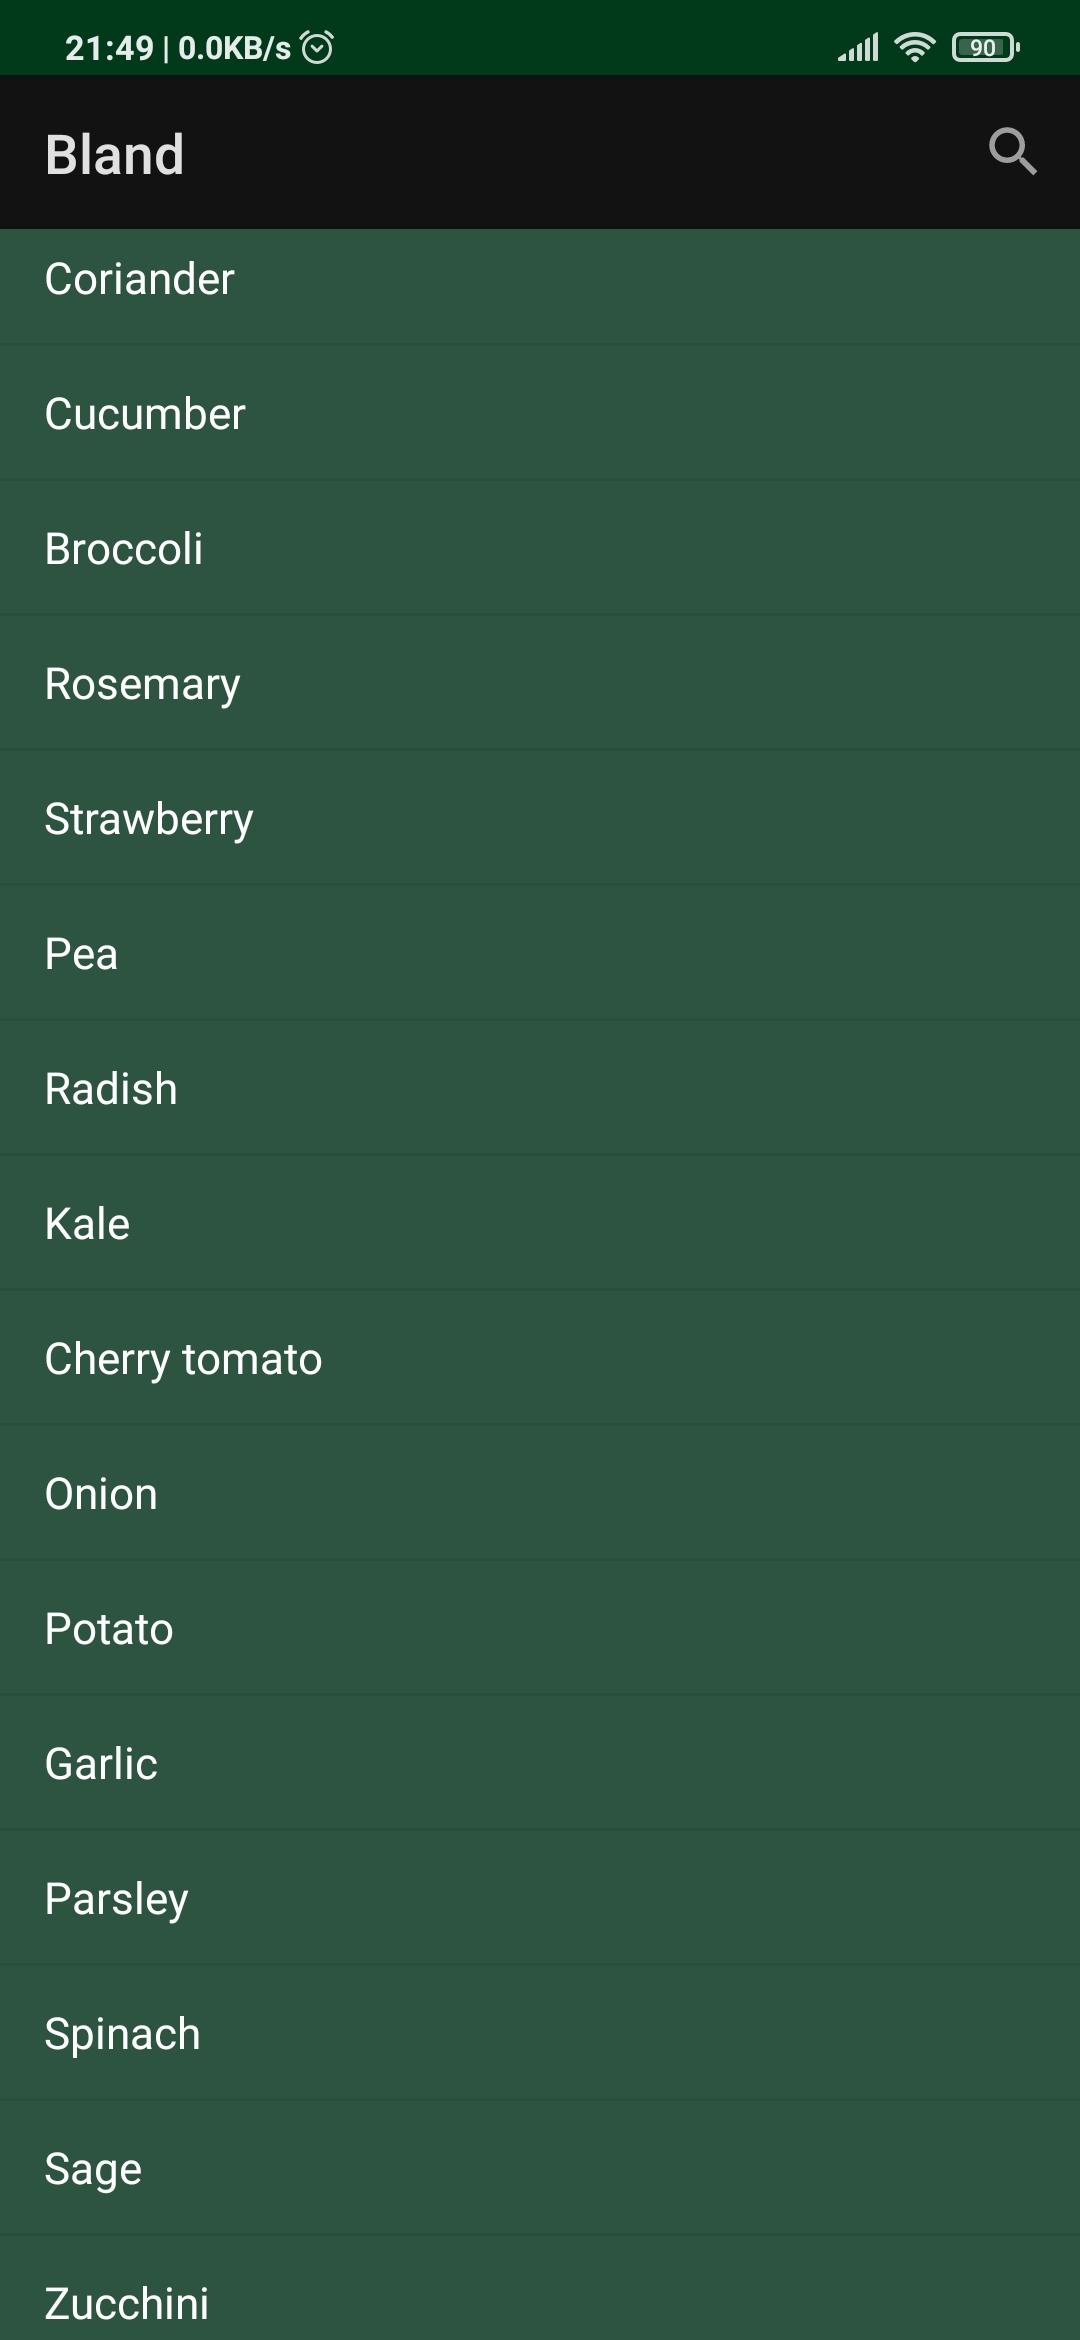 21:49 | 0.0KB/s
90
Bland
Coriander
Cucumber
Broccoli
Rosemary
Strawberry
Pea
Radish
Kale
Cherry tomato
Onion
Potato
Garlic
Parsley
Spinach
Sage
Zucchini